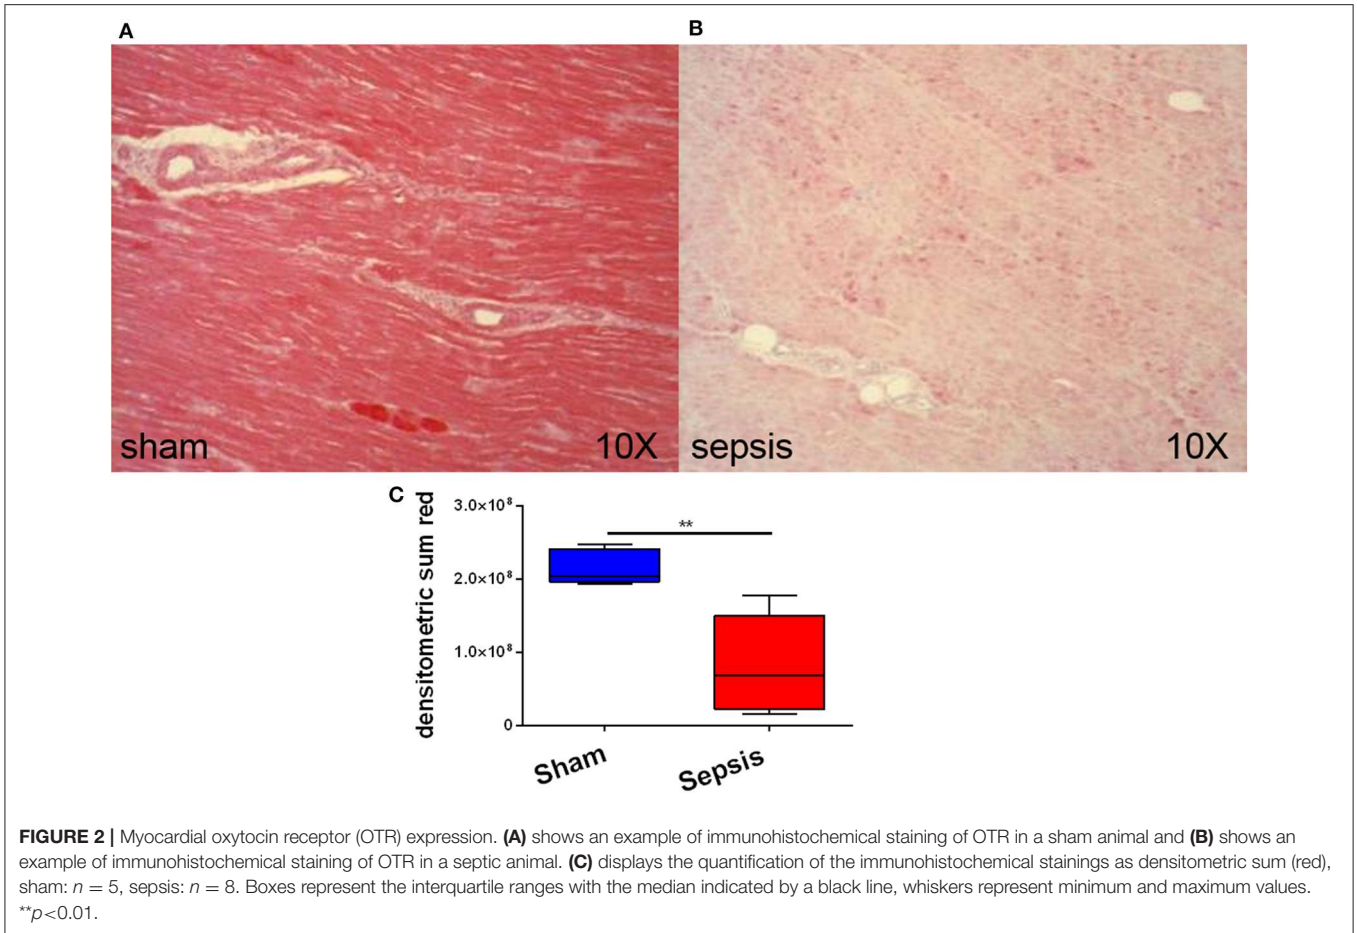 A
B
sham
10X
sepsis
10X
C
densitometric sum red
3.0×10⁸
2.0×10⁸
1.0×10⁸
0
**
Sham
Sepsis
FIGURE 2 | Myocardial oxytocin receptor (OTR) expression. (A) shows an example of immunohistochemical staining of OTR in a sham animal and (B) shows an
example of immunohistochemical staining of OTR in a septic animal. (C) displays the quantification of the immunohistochemical stainings as densitometric sum (red),
sham: n = 5, sepsis: n = 8. Boxes represent the interquartile ranges with the median indicated by a black line, whiskers represent minimum and maximum values.
**p<0.01.